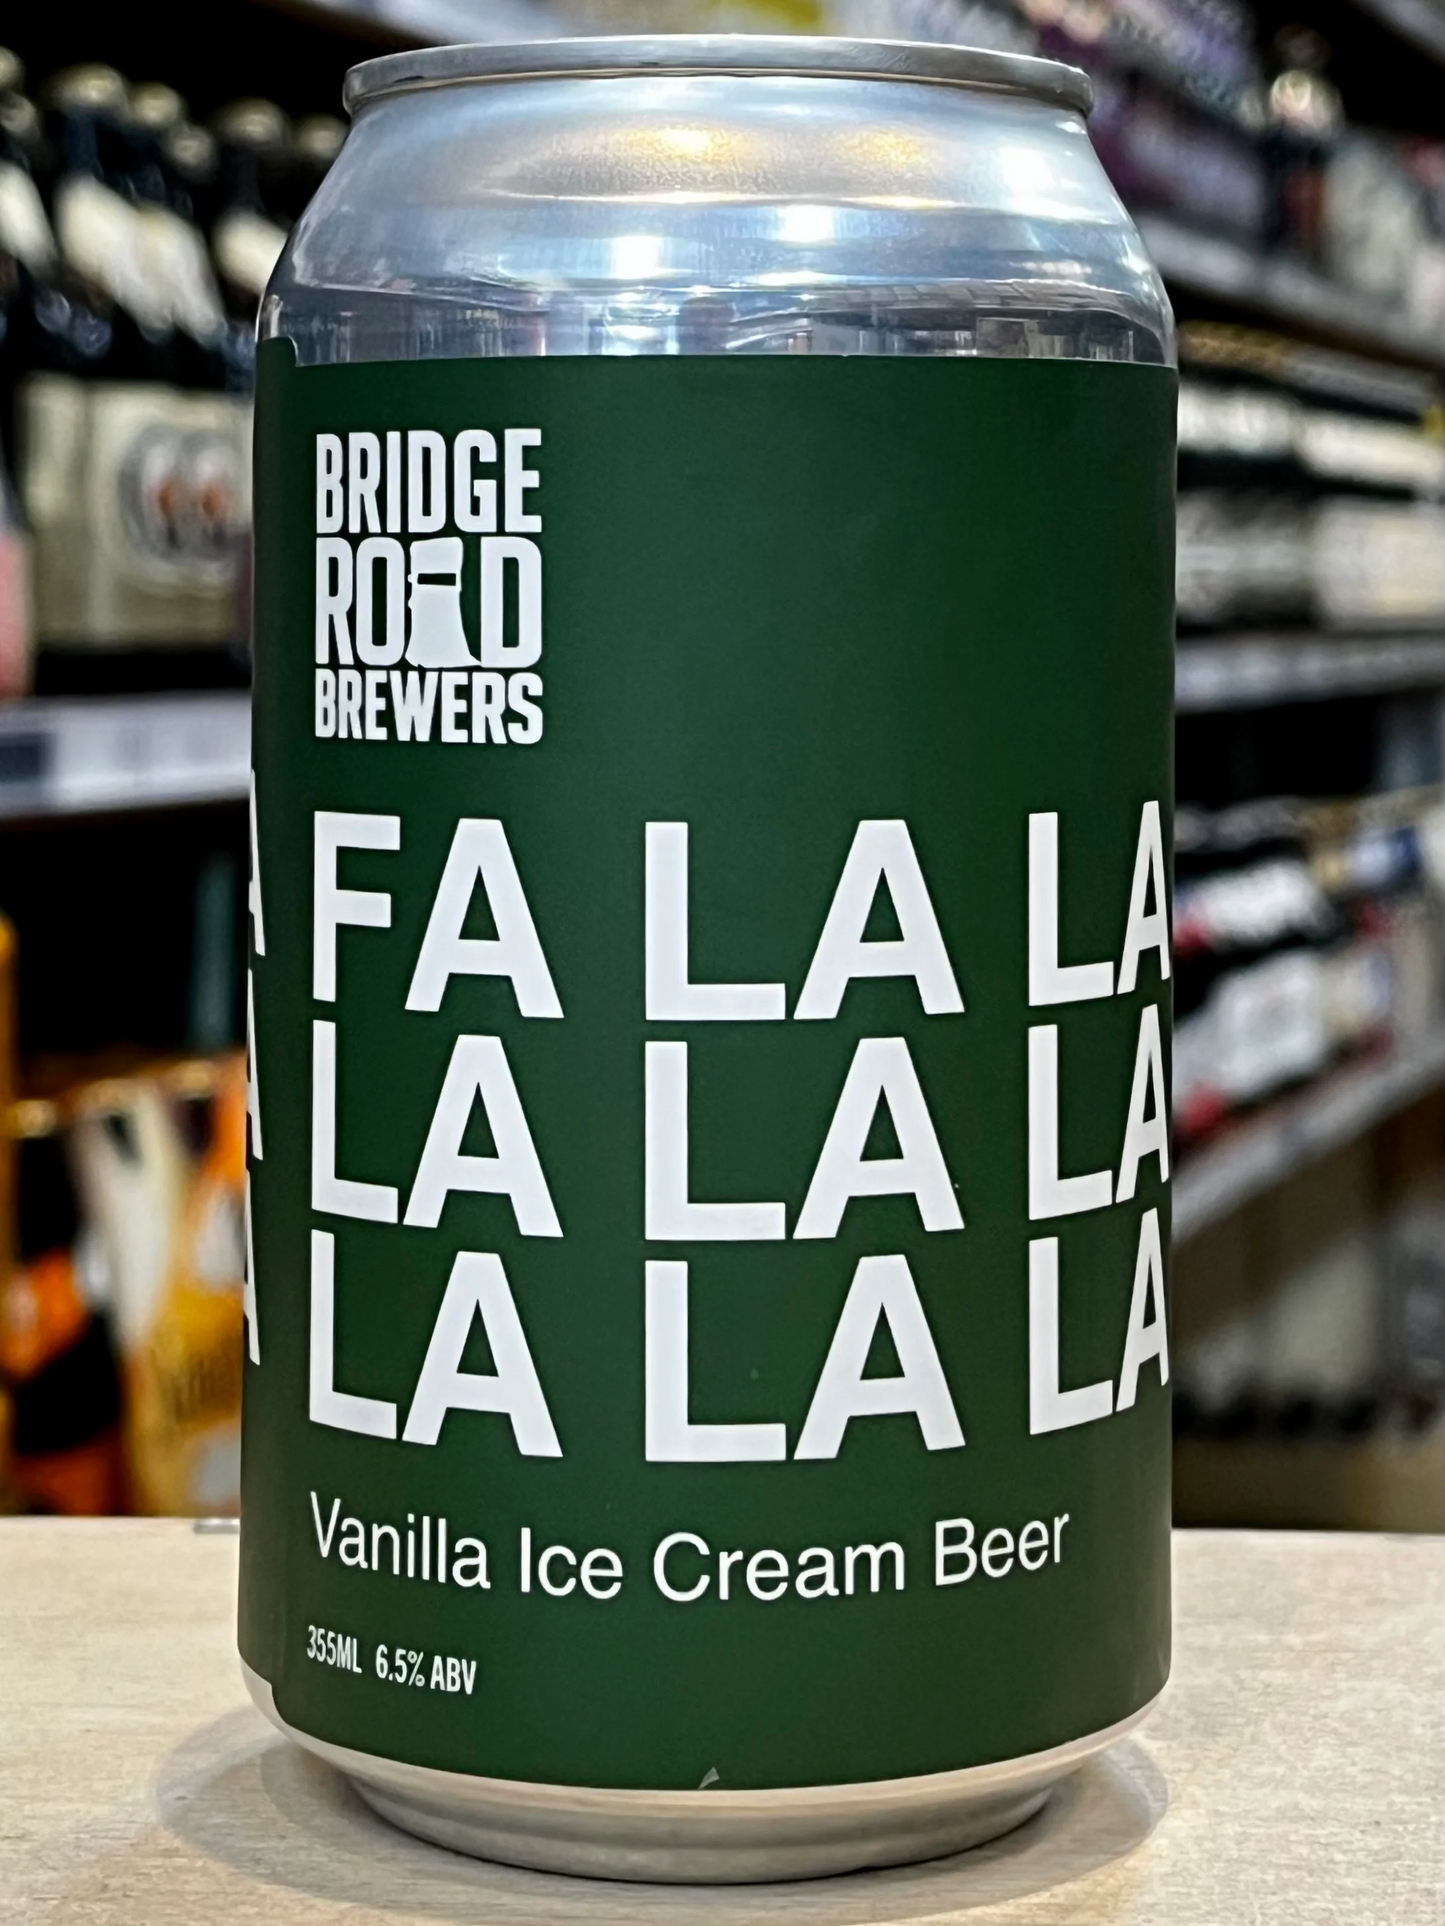 BRIDGE
ROAD
BREWERS
FA LA LA
LA LA LA
LA LA LA
Vanilla Ice Cream Beer
355ML 6.5% ABV